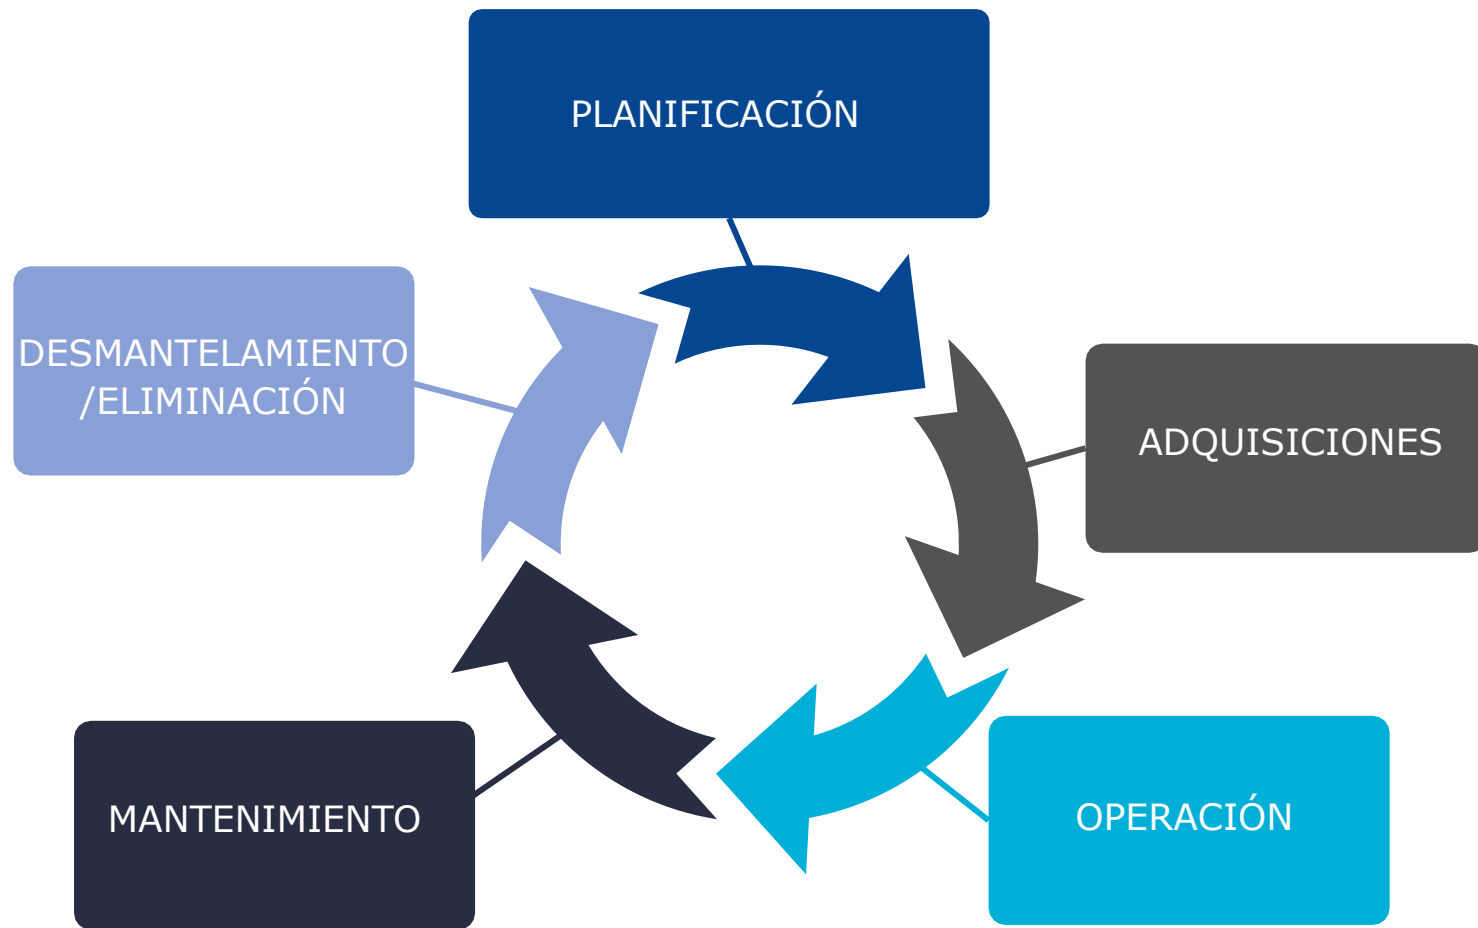 PLANIFICACIÓN
DESMANTELAMIENTO
/ELIMINACIÓN
ADQUISICIONES
MANTENIMIENTO
OPERACIÓN